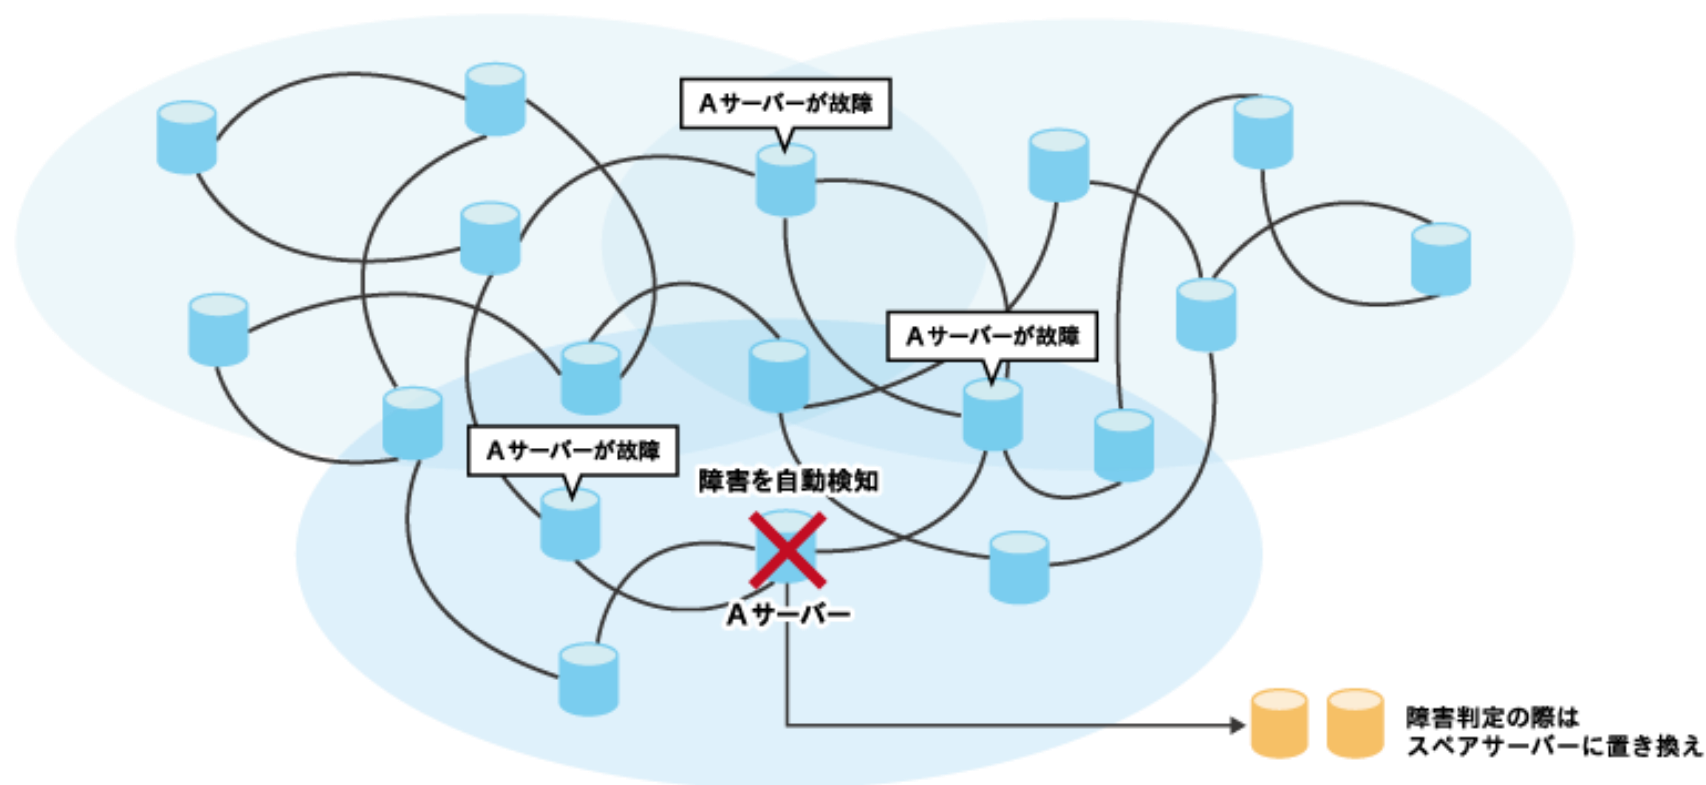 Aサーバーが故障
Aサーバーが故障
Aサーバーが故障
障害を自動検知
Aサーバー
障害判定の際は
スペアサーバーに置き換え